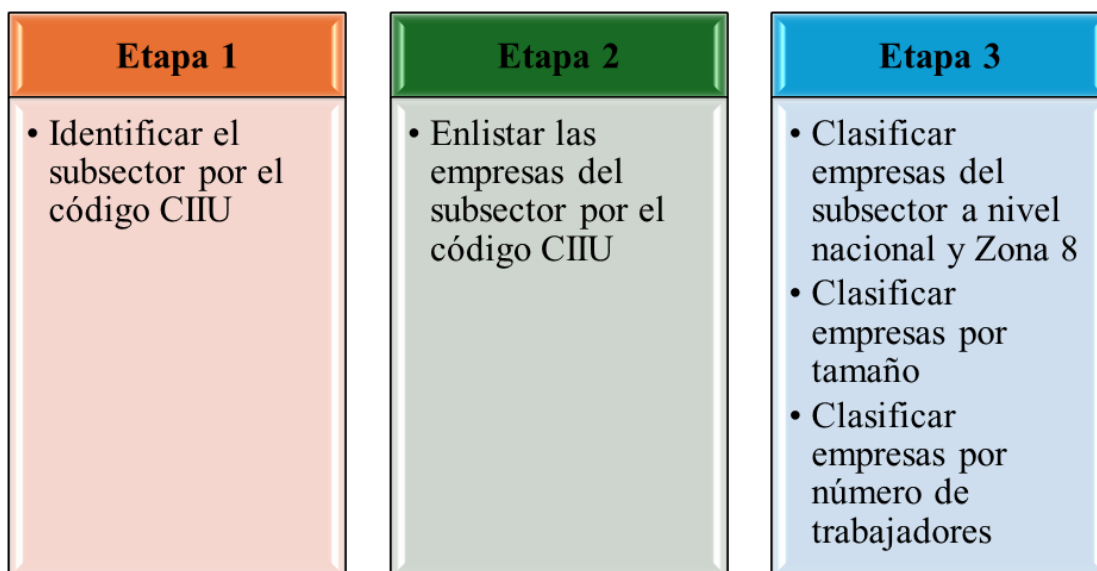 Etapa 1
• Identificar el
subsector por el
código CIIU
Etapa 2
• Enlistar las
empresas del
subsector por el
código CIIU
Etapa 3
• Clasificar
empresas del
subsector a nivel
nacional y Zona 8
• Clasificar
empresas por
tamaño
• Clasificar
empresas por
número de
trabajadores